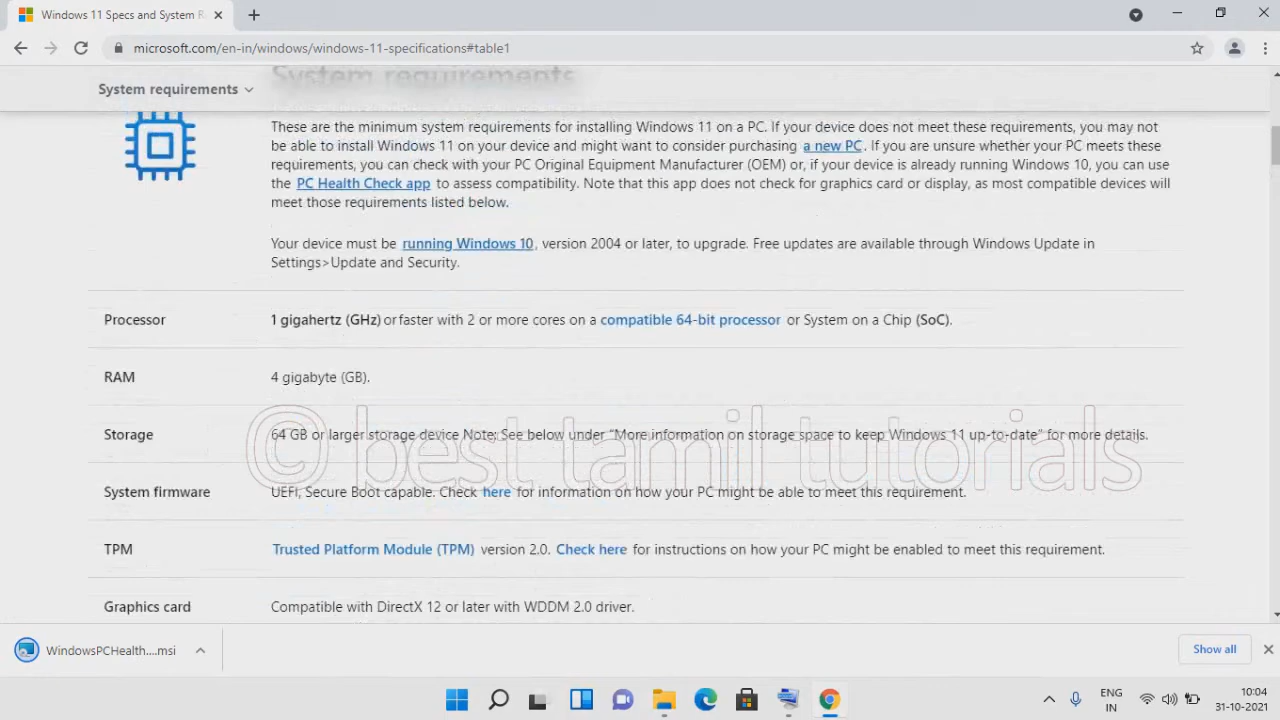 Windows 11 Specs and System R
microsoft.com/en-in/windows/windows-11-specifications#table1
System requirements
System requirements
These are the minimum system requirements for installing Windows 11 on a PC. If your device does not meet these requirements, you may not
be able to install Windows 11 on your device and might want to consider purchasing a new PC. If you are unsure whether your PC meets these
requirements, you can check with your PC Original Equipment Manufacturer (OEM) or, if your device is already running Windows 10, you can use
the PC Health Check app to assess compatibility. Note that this app does not check for graphics card or display, as most compatible devices will
meet those requirements listed below.
Your device must be running Windows 10, version 2004 or later, to upgrade. Free updates are available through Windows Update in
Settings>Update and Security.
Processor 1 gigahertz (GHz) or faster with 2 or more cores on a compatible 64-bit processor or System on a Chip (SoC).
RAM 4 gigabyte (GB).
Storage 64 GB or larger storage device Note: See below under “More information on storage space to keep Windows 11 up-to-date” for more details.
© best tamil tutorials
System firmware UEFI, Secure Boot capable. Check here for information on how your PC might be able to meet this requirement.
TPM Trusted Platform Module (TPM) version 2.0. Check here for instructions on how your PC might be enabled to meet this requirement.
Graphics card Compatible with DirectX 12 or later with WDDM 2.0 driver.
WindowsPCHealth....msi
Show all
ENG 10:04
IN 31-10-2021